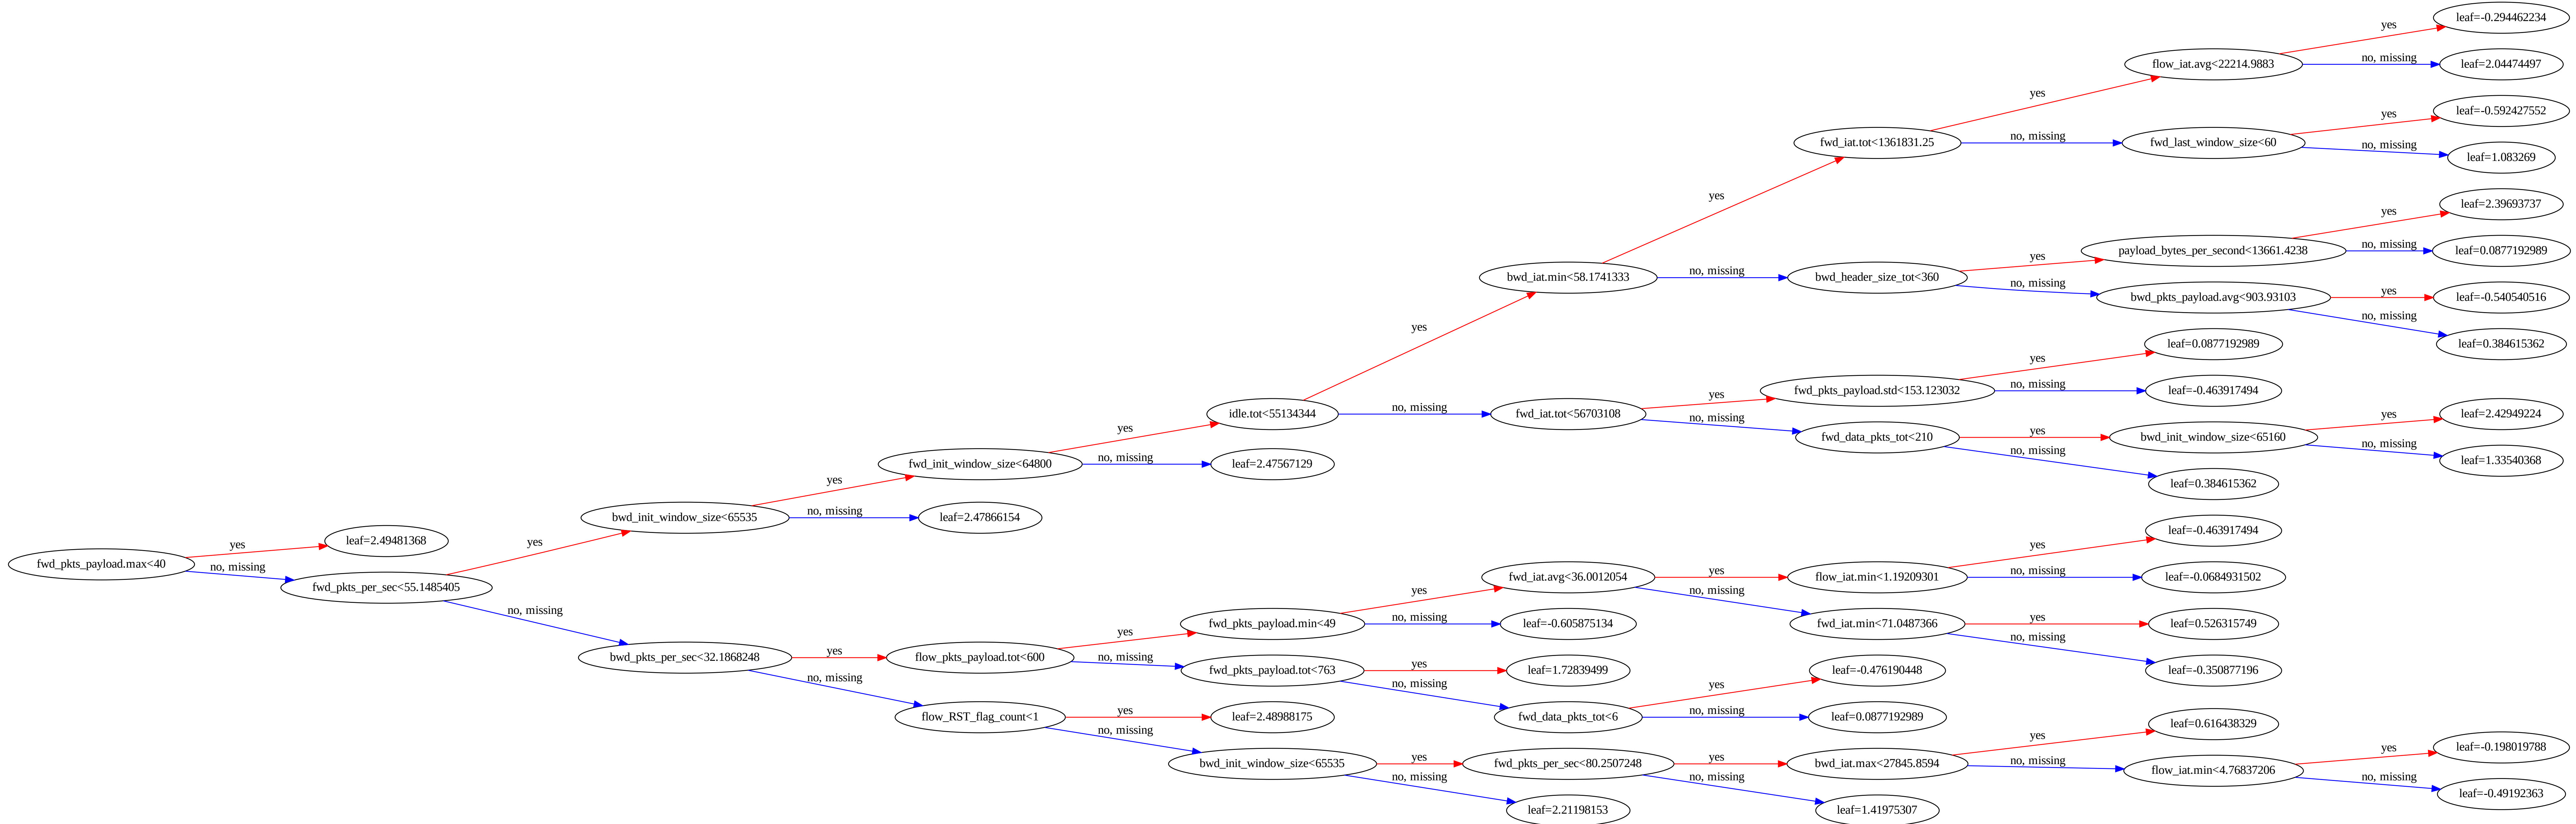 fwd_pkts_payload.max<40
yes
leaf=2.49481368
no, missing
fwd_pkts_per_sec<55.1485405
yes
bwd_init_window_size<65535
yes
fwd_init_window_size<64800
yes
idle.tot<55134344
yes
bwd_iat.min<58.1741333
yes
fwd_iat.tot<1361831.25
yes
flow_iat.avg<22214.9883
yes
leaf=-0.294462234
no, missing
leaf=2.04474497
no, missing
fwd_last_window_size<60
yes
leaf=-0.592427552
no, missing
leaf=1.083269
no, missing
bwd_header_size_tot<360
yes
payload_bytes_per_second<13661.4238
yes
leaf=2.39693737
no, missing
leaf=0.0877192989
no, missing
bwd_pkts_payload.avg<903.93103
yes
leaf=-0.540540516
no, missing
leaf=0.384615362
no, missing
fwd_iat.tot<56703108
yes
fwd_pkts_payload.std<153.123032
yes
leaf=0.0877192989
no, missing
leaf=-0.463917494
no, missing
fwd_data_pkts_tot<210
yes
bwd_init_window_size<65160
yes
leaf=2.42949224
no, missing
leaf=1.33540368
no, missing
leaf=0.384615362
no, missing
leaf=2.47567129
no, missing
leaf=2.47866154
no, missing
bwd_pkts_per_sec<32.1868248
yes
flow_pkts_payload.tot<600
yes
fwd_pkts_payload.min<49
yes
fwd_iat.avg<36.0012054
yes
flow_iat.min<1.19209301
yes
leaf=-0.463917494
no, missing
leaf=-0.0684931502
no, missing
fwd_iat.min<71.0487366
yes
leaf=0.526315749
no, missing
leaf=-0.350877196
no, missing
leaf=-0.605875134
no, missing
fwd_pkts_payload.tot<763
yes
leaf=1.72839499
no, missing
fwd_data_pkts_tot<6
yes
leaf=-0.476190448
no, missing
leaf=0.0877192989
no, missing
flow_RST_flag_count<1
yes
leaf=2.48988175
no, missing
bwd_init_window_size<65535
yes
fwd_pkts_per_sec<80.2507248
yes
bwd_iat.max<27845.8594
yes
leaf=0.616438329
no, missing
flow_iat.min<4.76837206
yes
leaf=-0.198019788
no, missing
leaf=-0.49192363
no, missing
leaf=1.41975307
no, missing
leaf=2.21198153